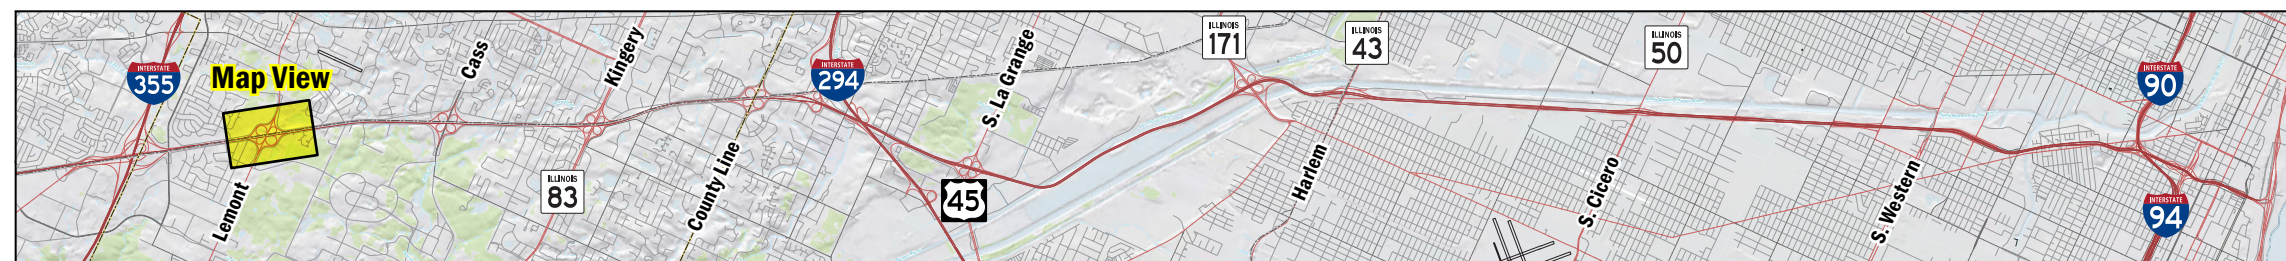 INTERSTATE
355
Map View
Lemont
Cass
ILLINOIS
83
Kingery
County Line
INTERSTATE
294
45
S. La Grange
ILLINOIS
171
Harlem
ILLINOIS
43
S. Cicero
ILLINOIS
50
S. Western
INTERSTATE
90
INTERSTATE
94